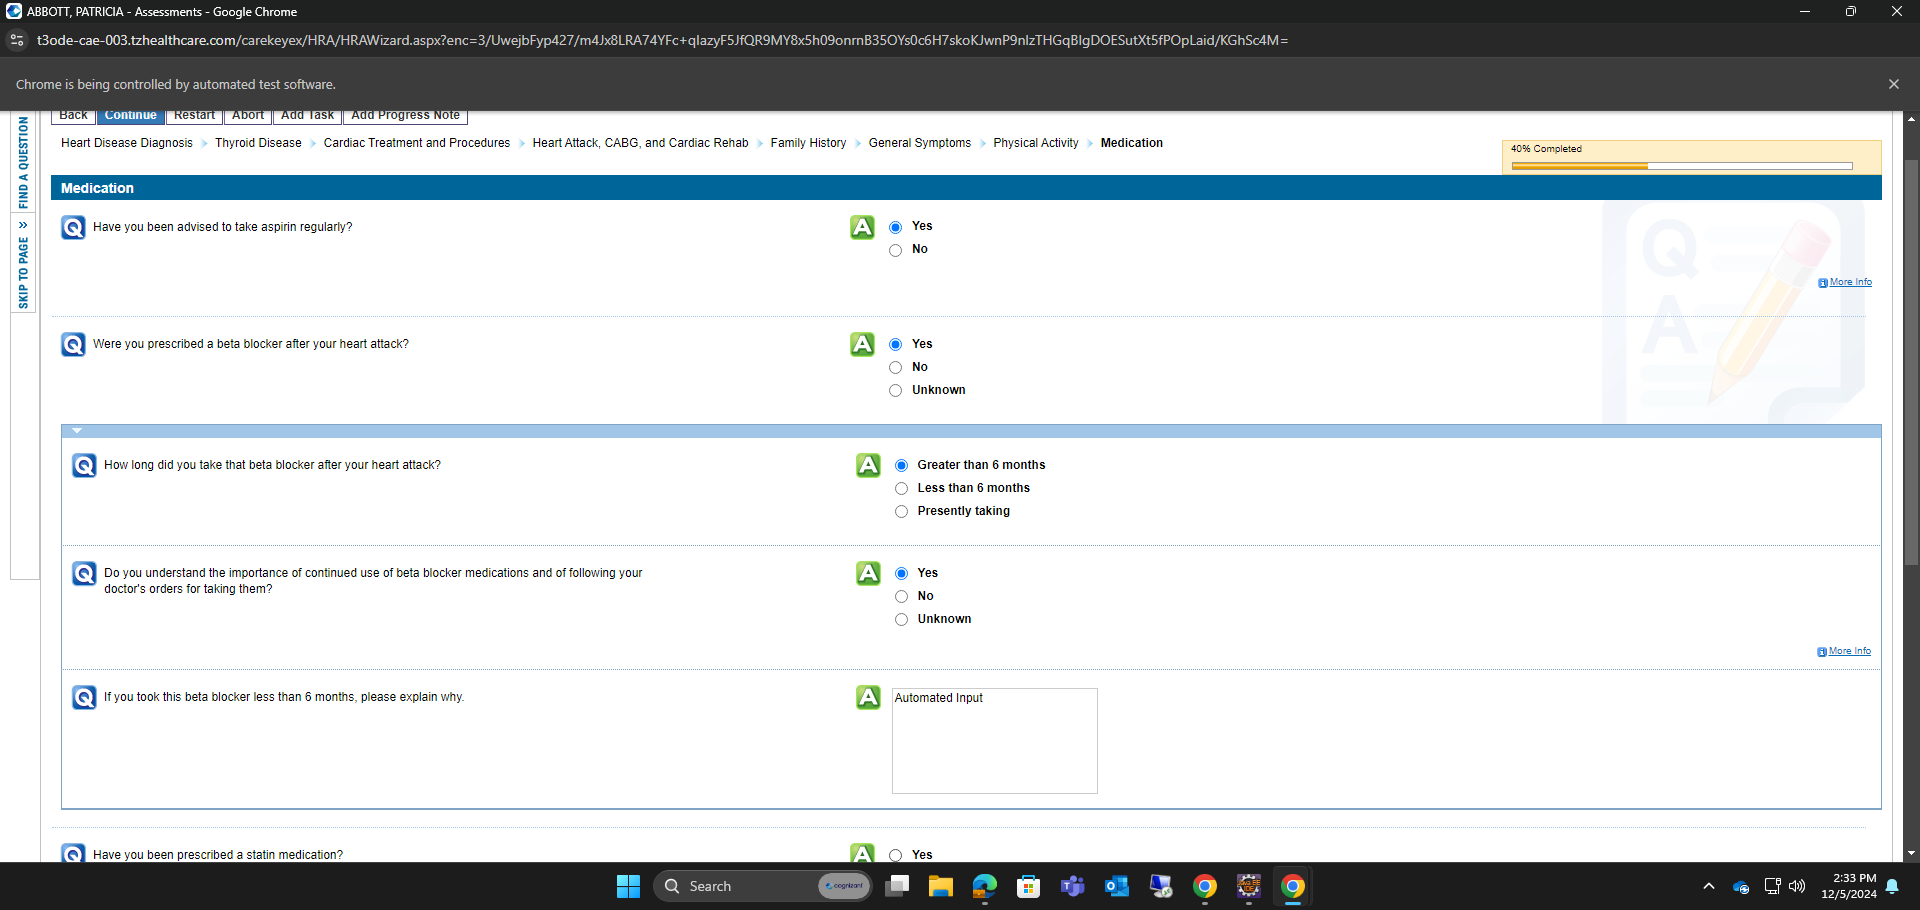 ABBOTT, PATRICIA - Assessments - Google Chrome
t3ode-cae-003.tzhealthcare.com/carekeyex/HRA/HRAWizard.aspx?enc=3/UwejbFyp427/m4Jx8LRA74YFc+qIazyF5JfQR9MY8x5h09onrnB35OYs0c6H7skoKJwnP9nIzTHGqBlgDOESutXt5fPOpLaid/KGhSc4M=
Chrome is being controlled by automated test software.
Back Continue Restart Abort Add Task Add Progress Note
Heart Disease Diagnosis Thyroid Disease Cardiac Treatment and Procedures Heart Attack, CABG, and Cardiac Rehab Family History General Symptoms Physical Activity Medication
40% Completed
FIND A QUESTION
SKIP TO PAGE »
Medication
Q Have you been advised to take aspirin regularly? A Yes
No
More Info
Q Were you prescribed a beta blocker after your heart attack? A Yes
No
Unknown
Q How long did you take that beta blocker after your heart attack? A Greater than 6 months
Less than 6 months
Presently taking
Q Do you understand the importance of continued use of beta blocker medications and of following your A Yes
doctor's orders for taking them?
No
Unknown
More Info
Q If you took this beta blocker less than 6 months, please explain why. A Automated Input
Q Have you been prescribed a statin medication? A Yes
Search cognizant
2:33 PM
12/5/2024